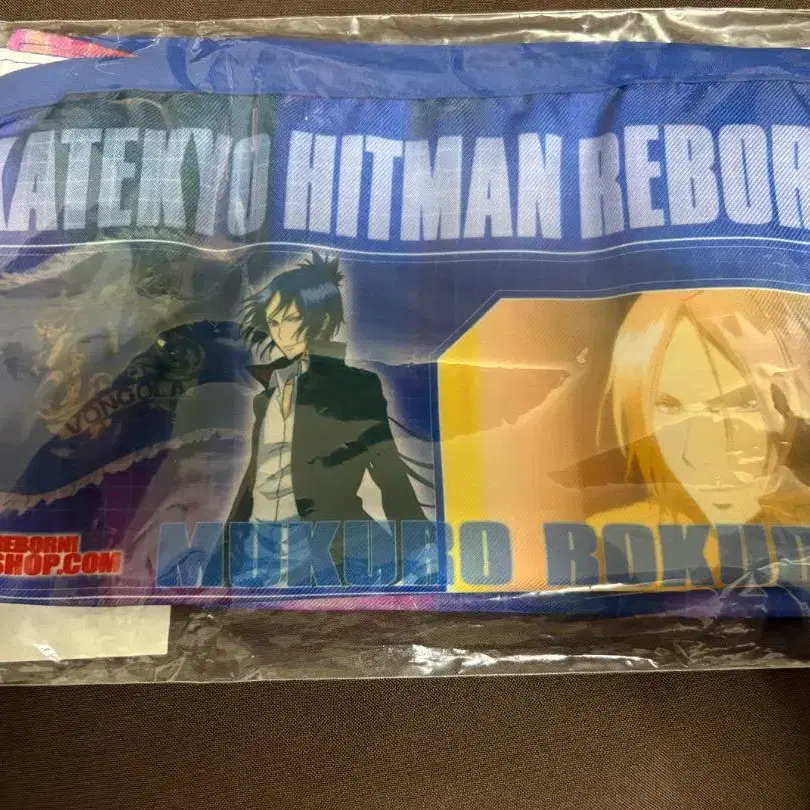 KATEKYO HITMAN REBOR
VONGOLA
REBORN!
SHOP.COM
MUKURO ROKUD